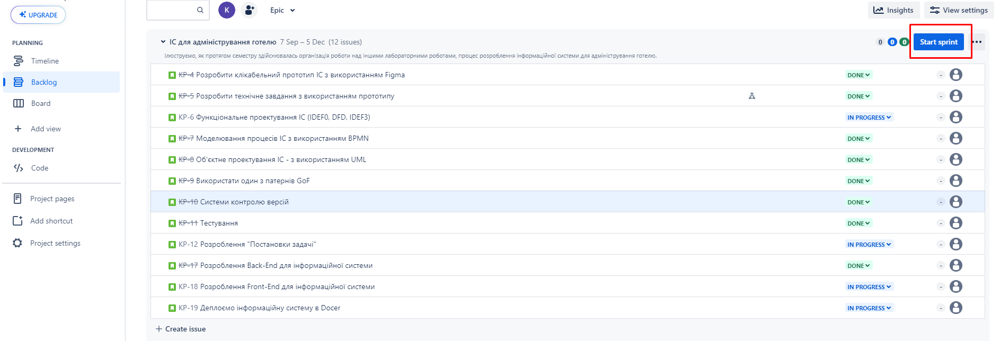 UPGRADE
K
Epic
Insights
View settings
PLANNING
Timeline
Backlog
Board
Add view
DEVELOPMENT
Code
Project pages
Add shortcut
Project settings
ІС для адміністрування готелю 7 Sep – 5 Dec (12 issues)
0 0 0 Start sprint
Ілюструємо, як протягом семестру здійснювалась організація роботи над іншими лабораторними роботами, процес розроблення інформаційної системи для адміністрування готелю.
KP-4 Розробити клікабельний прототип ІС з використанням Figma DONE -
KP-5 Розробити технічне завдання з використанням прототипу DONE -
KP-6 Функціональне проектування ІС (IDEF0, DFD, IDEF3) IN PROGRESS -
KP-7 Моделювання процесів ІС з використанням BPMN DONE -
KP-8 Об'єктне проектування ІС - з використанням UML DONE -
KP-9 Використати один з патернів GoF DONE -
KP-10 Системи контролю версій DONE -
KP-11 Тестування DONE -
KP-12 Розроблення "Постановки задачі" IN PROGRESS -
KP-17 Розроблення Back-End для інформаційної системи DONE -
KP-18 Розроблення Front-End для інформаційної системи IN PROGRESS -
KP-19 Деплоємо інформаційну систему в Docer IN PROGRESS -
+ Create issue